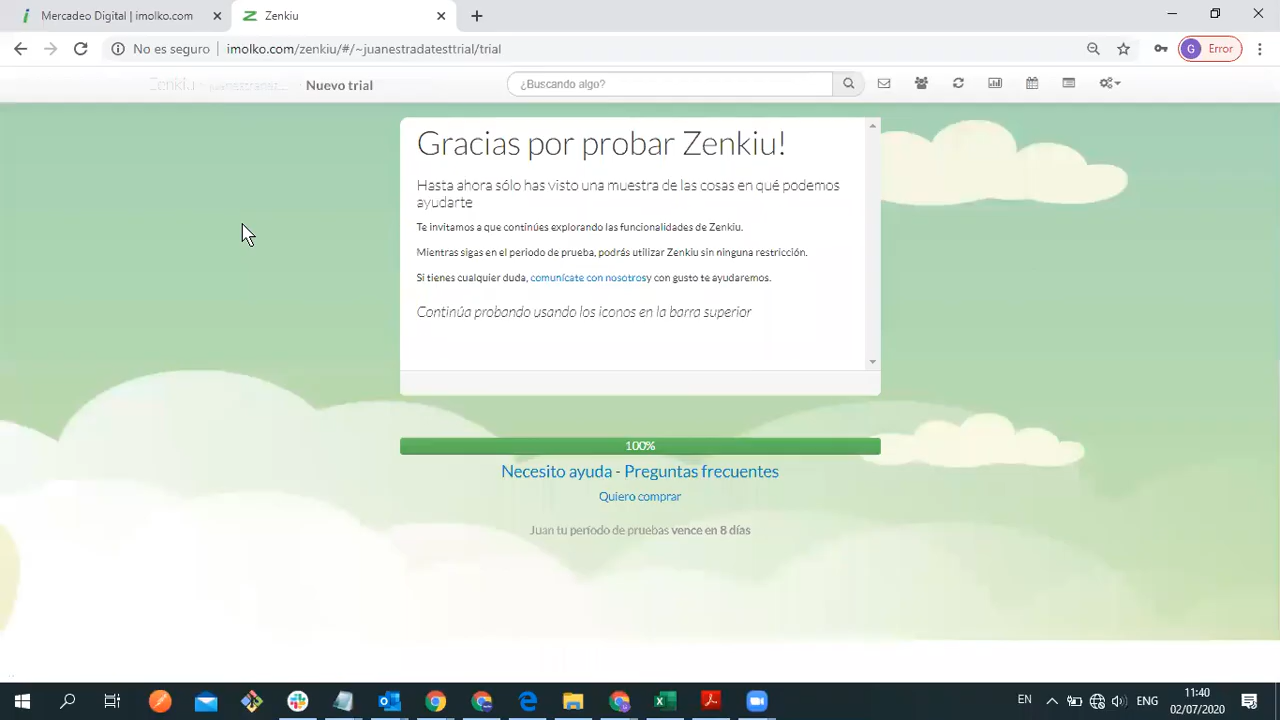 Mercadeo Digital | imolko.com
Zenkiu
No es seguro
imolko.com/zenkiu/#/~juanestradatesttrial/trial
Error
Zenkiu
Nuevo trial
¿Buscando algo?
Gracias por probar Zenkiu!
Hasta ahora sólo has visto una muestra de las cosas en qué podemos
ayudarte
Te invitamos a que continúes explorando las funcionalidades de Zenkiu.
Mientras sigas en el periodo de prueba, podrás utilizar Zenkiu sin ninguna restricción.
Si tienes cualquier duda, comunícate con nosotrosy con gusto te ayudaremos.
Continúa probando usando los iconos en la barra superior
100%
Necesito ayuda - Preguntas frecuentes
Quiero comprar
Juan tu período de pruebas vence en 8 días
EN
ENG
11:40
02/07/2020